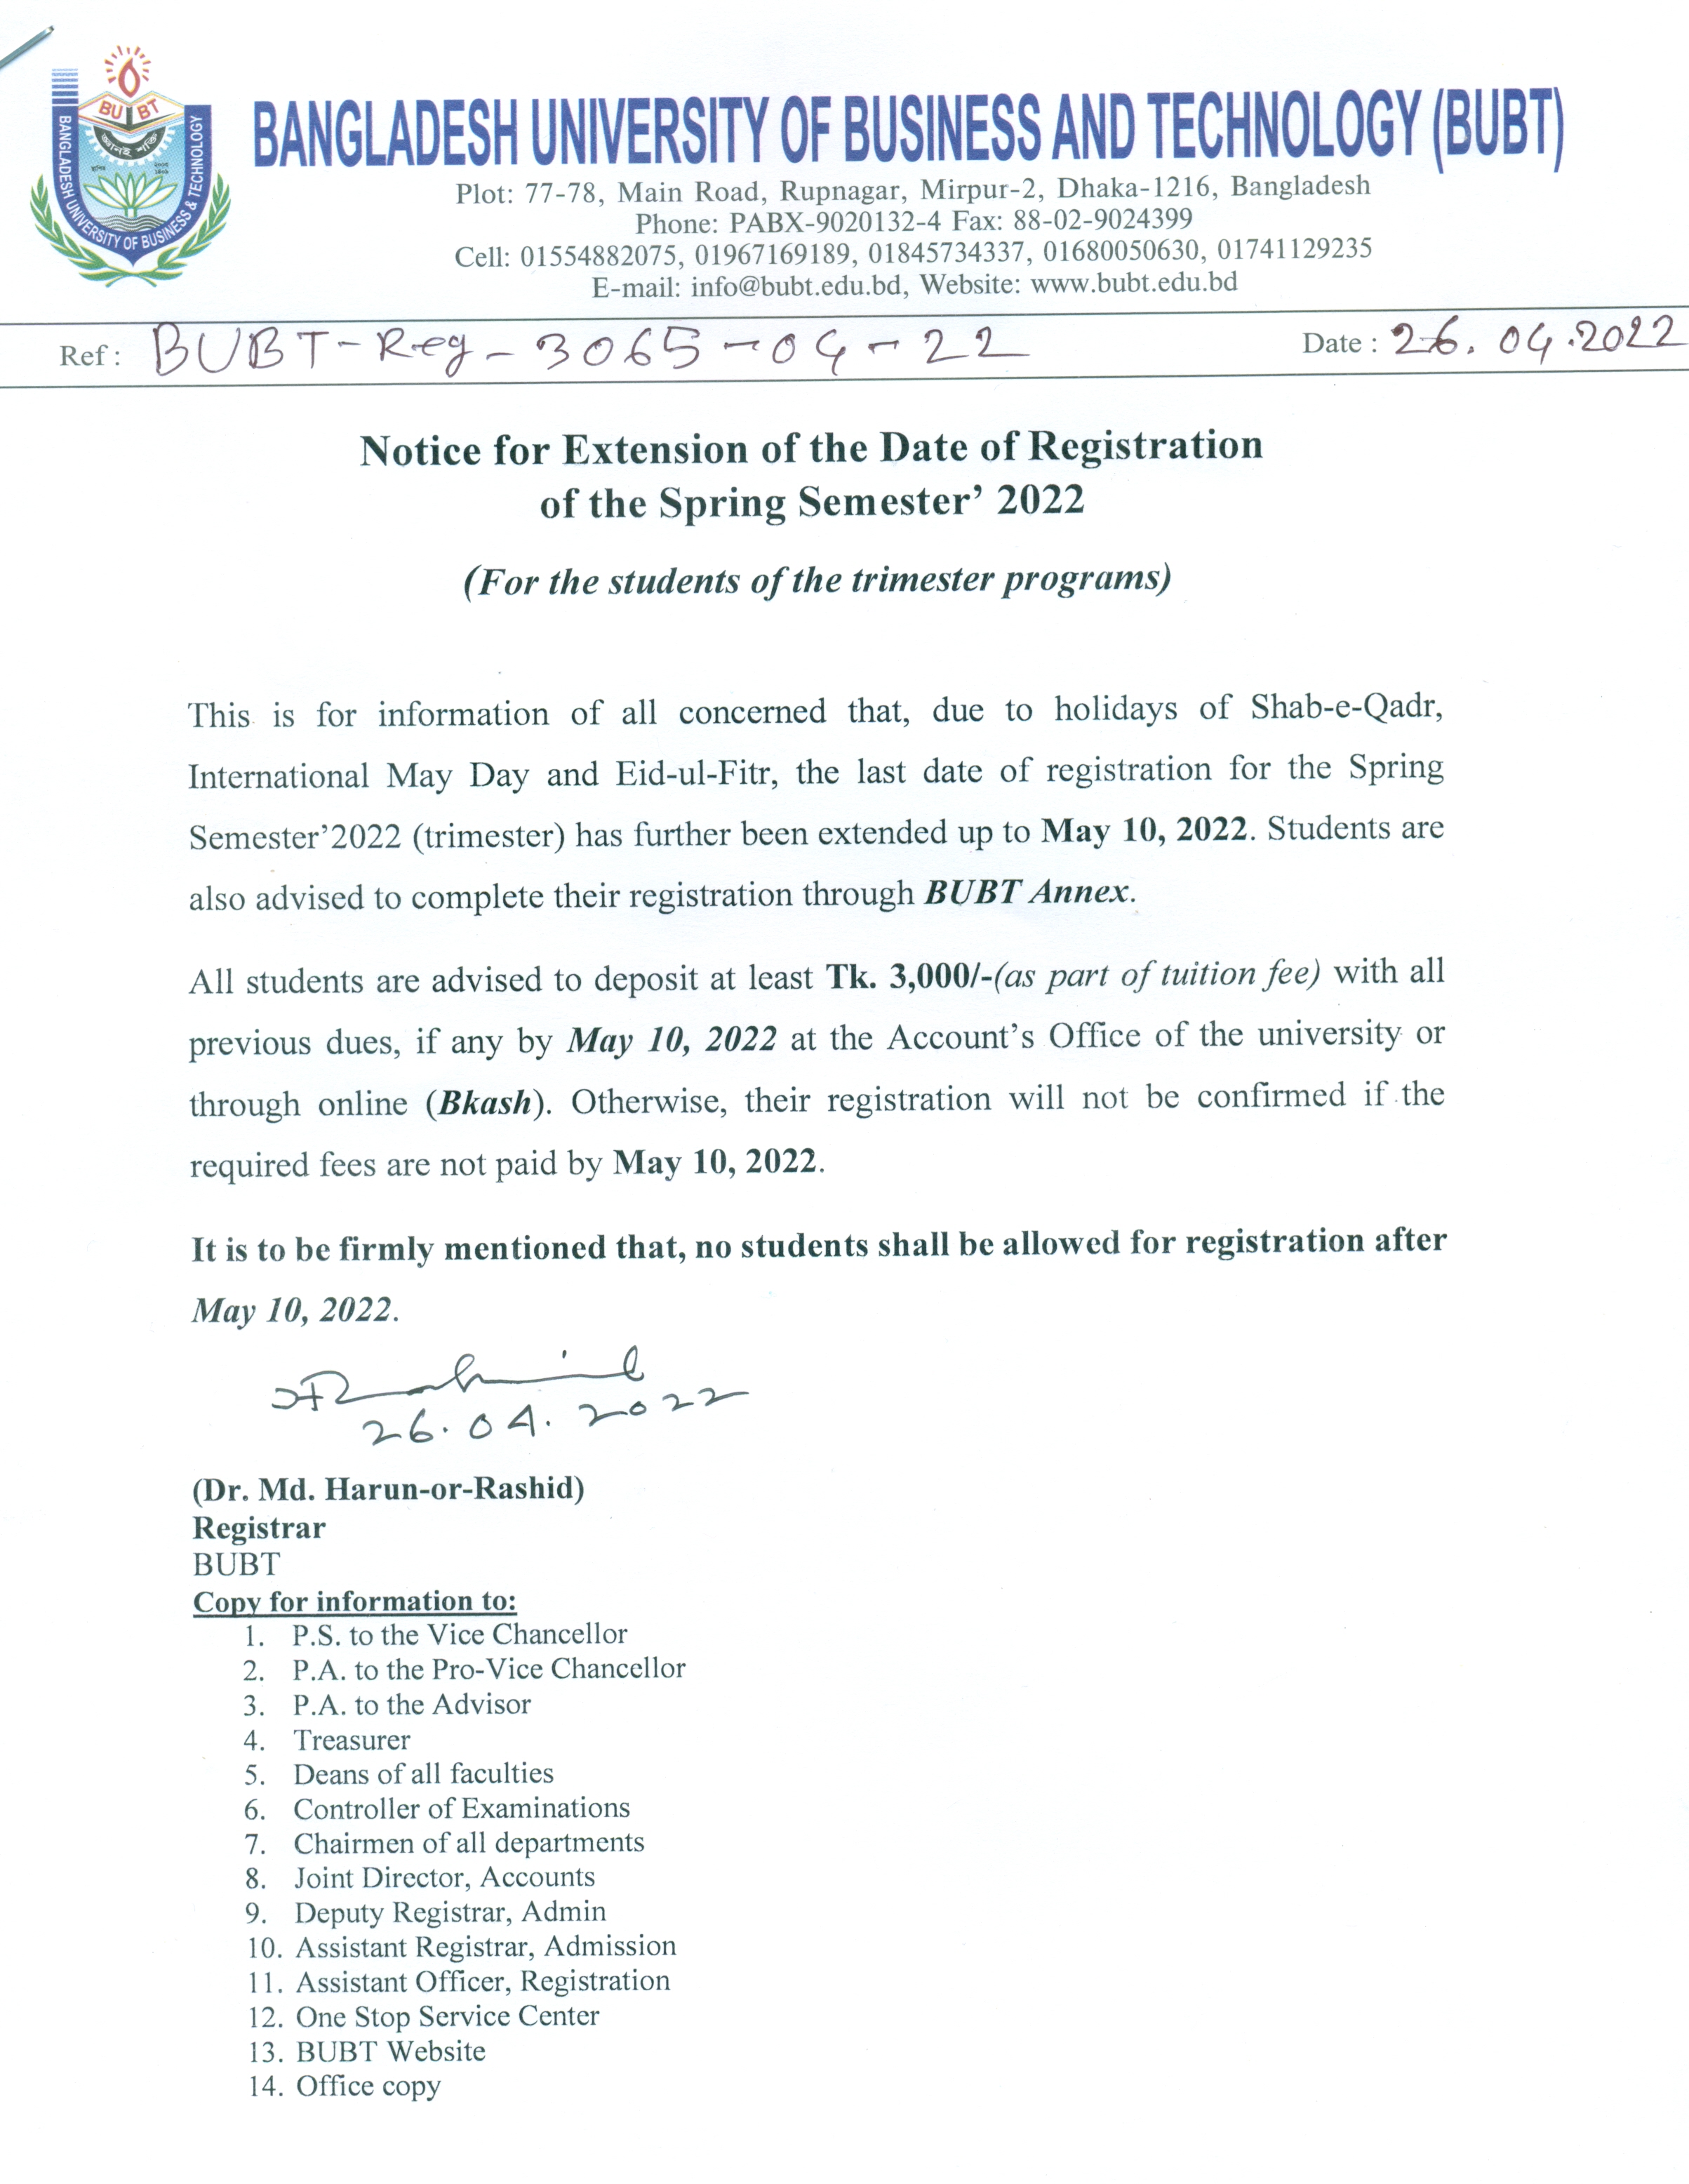 BU BT
জ্ঞানই শক্তি
BANGLADESH UNIVERSITY OF BUSINESS & TECHNOLOGY
BANGLADESH UNIVERSITY OF BUSINESS AND TECHNOLOGY (BUBT)
Plot: 77-78, Main Road, Rupnagar, Mirpur-2, Dhaka-1216, Bangladesh
Phone: PABX-9020132-4 Fax: 88-02-9024399
Cell: 01554882075, 01967169189, 01845734337, 01680050630, 01741129235
E-mail: info@bubt.edu.bd, Website: www.bubt.edu.bd
Ref : BUBT-Reg-3065-04-22 Date : 26.04.2022
Notice for Extension of the Date of Registration
of the Spring Semester’ 2022
(For the students of the trimester programs)
This is for information of all concerned that, due to holidays of Shab-e-Qadr,
International May Day and Eid-ul-Fitr, the last date of registration for the Spring
Semester’2022 (trimester) has further been extended up to May 10, 2022. Students are
also advised to complete their registration through BUBT Annex.
All students are advised to deposit at least Tk. 3,000/-(as part of tuition fee) with all
previous dues, if any by May 10, 2022 at the Account’s Office of the university or
through online (Bkash). Otherwise, their registration will not be confirmed if the
required fees are not paid by May 10, 2022.
It is to be firmly mentioned that, no students shall be allowed for registration after
May 10, 2022.
26.04.2022
(Dr. Md. Harun-or-Rashid)
Registrar
BUBT
Copy for information to:
1. P.S. to the Vice Chancellor
2. P.A. to the Pro-Vice Chancellor
3. P.A. to the Advisor
4. Treasurer
5. Deans of all faculties
6. Controller of Examinations
7. Chairmen of all departments
8. Joint Director, Accounts
9. Deputy Registrar, Admin
10. Assistant Registrar, Admission
11. Assistant Officer, Registration
12. One Stop Service Center
13. BUBT Website
14. Office copy